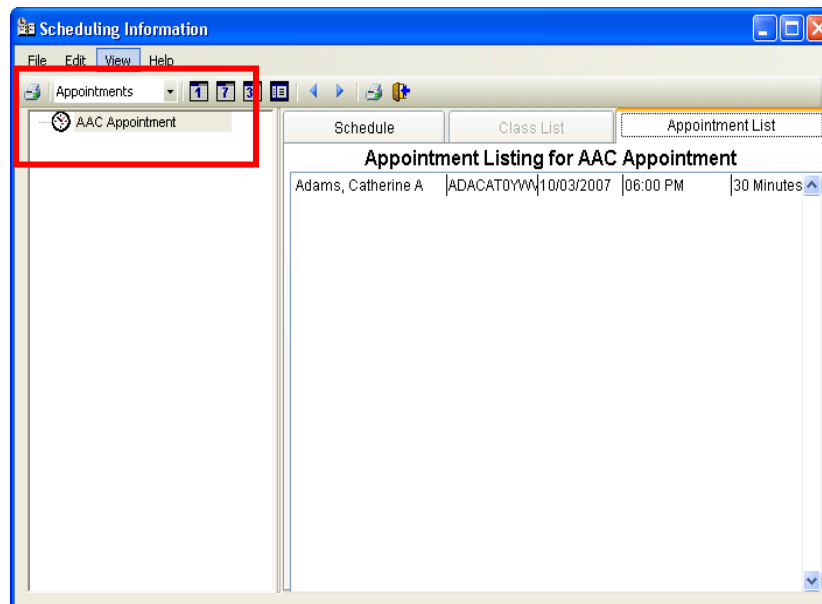 Scheduling Information
File Edit View Help
Appointments 1 7 3
AAC Appointment
Schedule Class List Appointment List
Appointment Listing for AAC Appointment
Adams, Catherine A 10/03/2007 06:00 PM 30 Minutes